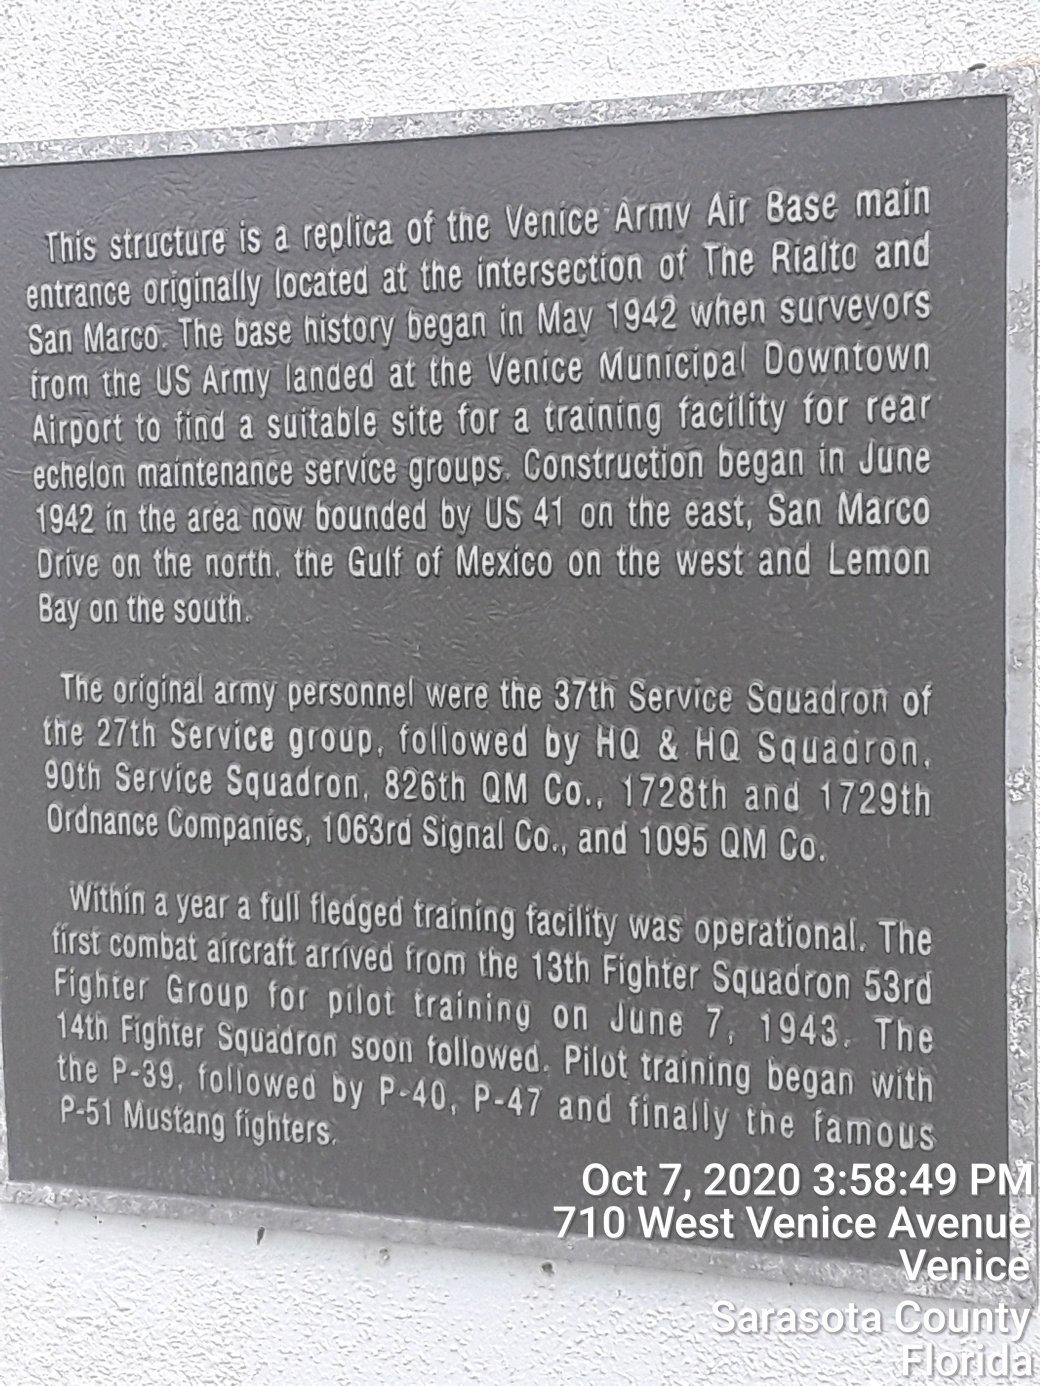 This structure is a replica of the Venice Army Air Base main
entrance originally located at the intersection of The Rialto and
San Marco. The base history began in May 1942 when surveyors
from the US Army landed at the Venice Municipal Downtown
Airport to find a suitable site for a training facility for rear
echelon maintenance service groups. Construction began in June
1942 in the area now bounded by US 41 on the east, San Marco
Drive on the north, the Gulf of Mexico on the west and Lemon
Bay on the south.
The original army personnel were the 37th Service Squadron of
the 27th Service group, followed by HQ & HQ Squadron,
90th Service Squadron, 826th QM Co., 1728th and 1729th
Ordnance Companies, 1063rd Signal Co., and 1095 QM Co.
Within a year a full fledged training facility was operational. The
first combat aircraft arrived from the 13th Fighter Squadron 53rd
Fighter Group for pilot training on June 7, 1943. The
14th Fighter Squadron soon followed. Pilot training began with
the P-39, followed by P-40, P-47 and finally the famous
P-51 Mustang fighters.
Oct 7, 2020 3:58:49 PM
710 West Venice Avenue
Venice
Sarasota County
Florida